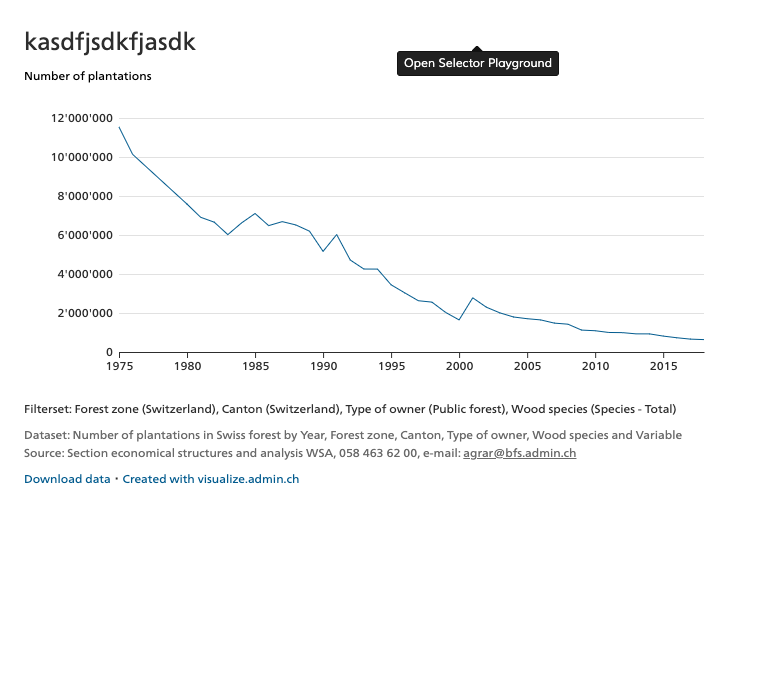 kasdfjsdkfjasdk
Open Selector Playground
Number of plantations
12'000'000
10'000'000
8'000'000
6'000'000
4'000'000
2'000'000
0
1975 1980 1985 1990 1995 2000 2005 2010 2015
Filterset: Forest zone (Switzerland), Canton (Switzerland), Type of owner (Public forest), Wood species (Species - Total)
Dataset: Number of plantations in Swiss forest by Year, Forest zone, Canton, Type of owner, Wood species and Variable
Source: Section economical structures and analysis WSA, 058 463 62 00, e-mail: agrar@bfs.admin.ch
Download data • Created with visualize.admin.ch